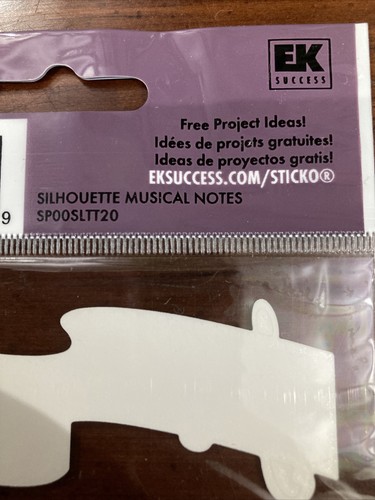 EK
SUCCESS
Free Project Ideas!
Idées de projets gratuites!
Ideas de proyectos gratis!
EKSUCCESS.COM/STICKO®
SILHOUETTE MUSICAL NOTES
9 SP00SLTT20